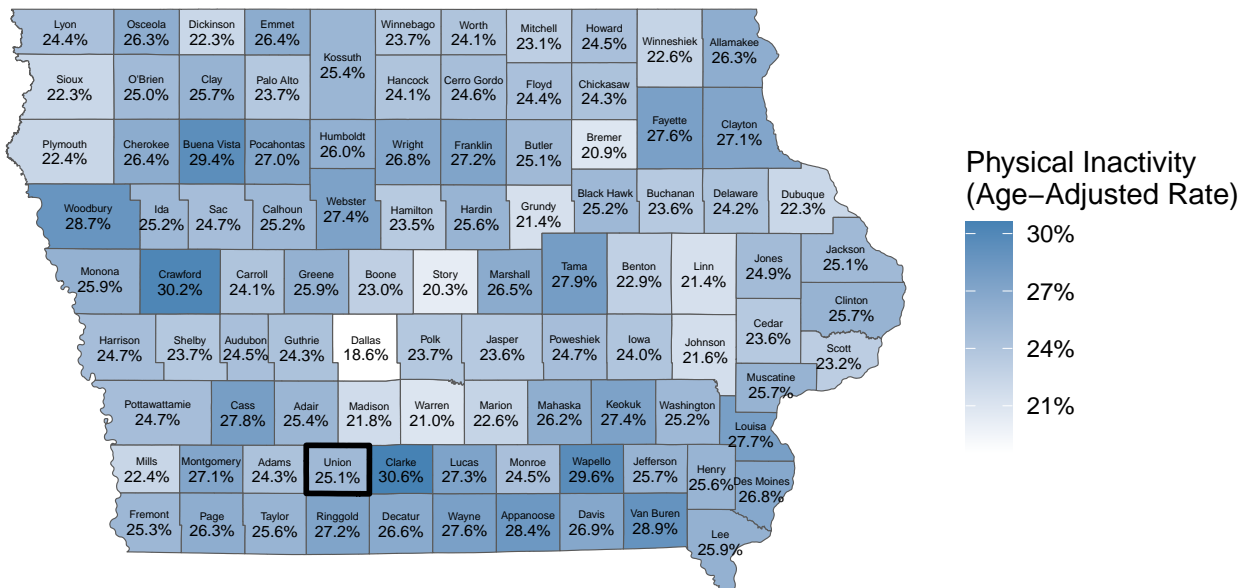 Lyon
24.4%
Osceola
26.3%
Dickinson
22.3%
Emmet
26.4%
Kossuth
25.4%
Winnebago
23.7%
Worth
24.1%
Mitchell
23.1%
Howard
24.5%
Winneshiek
22.6%
Allamakee
26.3%
Sioux
22.3%
O'Brien
25.0%
Clay
25.7%
Palo Alto
23.7%
Hancock
24.1%
Cerro Gordo
24.6%
Floyd
24.4%
Chickasaw
24.3%
Fayette
27.6%
Clayton
27.1%
Plymouth
22.4%
Cherokee
26.4%
Buena Vista
29.4%
Pocahontas
27.0%
Humboldt
26.0%
Wright
26.8%
Franklin
27.2%
Butler
25.1%
Bremer
20.9%
Woodbury
28.7%
Ida
25.2%
Sac
24.7%
Calhoun
25.2%
Webster
27.4%
Hamilton
23.5%
Hardin
25.6%
Grundy
21.4%
Black Hawk
25.2%
Buchanan
23.6%
Delaware
24.2%
Dubuque
22.3%
Monona
25.9%
Crawford
30.2%
Carroll
24.1%
Greene
25.9%
Boone
23.0%
Story
20.3%
Marshall
26.5%
Tama
27.9%
Benton
22.9%
Linn
21.4%
Jones
24.9%
Jackson
25.1%
Clinton
25.7%
Harrison
24.7%
Shelby
23.7%
Audubon
24.5%
Guthrie
24.3%
Dallas
18.6%
Polk
23.7%
Jasper
23.6%
Poweshiek
24.7%
Iowa
24.0%
Johnson
21.6%
Cedar
23.6%
Scott
23.2%
Muscatine
25.7%
Pottawattamie
24.7%
Cass
27.8%
Adair
25.4%
Madison
21.8%
Warren
21.0%
Marion
22.6%
Mahaska
26.2%
Keokuk
27.4%
Washington
25.2%
Louisa
27.7%
Mills
22.4%
Montgomery
27.1%
Adams
24.3%
Union
25.1%
Clarke
30.6%
Lucas
27.3%
Monroe
24.5%
Wapello
29.6%
Jefferson
25.7%
Henry
25.6%
Des Moines
26.8%
Fremont
25.3%
Page
26.3%
Taylor
25.6%
Ringgold
27.2%
Decatur
26.6%
Wayne
27.6%
Appanoose
28.4%
Davis
26.9%
Van Buren
28.9%
Lee
25.9%
Physical Inactivity
(Age−Adjusted Rate)
30%
27%
24%
21%